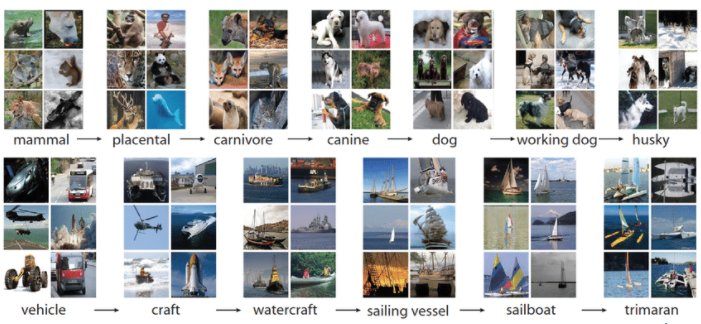 mammal → placental → carnivore → canine → dog → working dog → husky
vehicle → craft → watercraft → sailing vessel → sailboat → trimaran